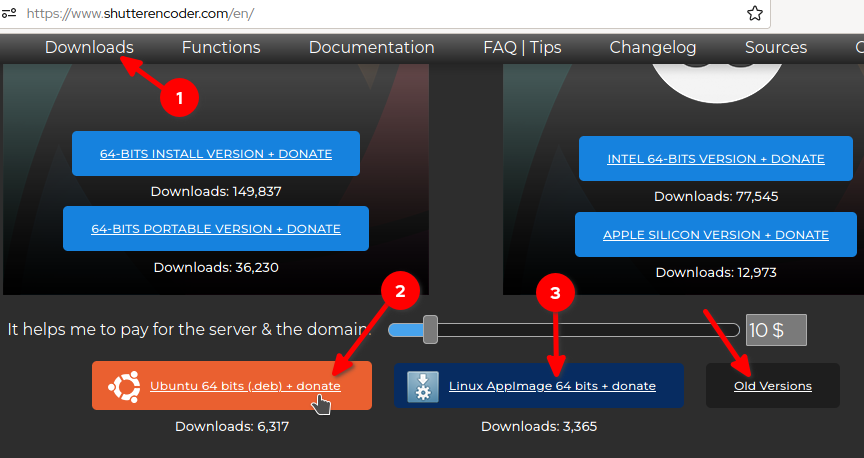 https://www.shutterencoder.com/en/
Downloads Functions Documentation FAQ | Tips Changelog Sources
1
64-BITS INSTALL VERSION + DONATE
INTEL 64-BITS VERSION + DONATE
Downloads: 149,837
Downloads: 77,545
64-BITS PORTABLE VERSION + DONATE
APPLE SILICON VERSION + DONATE
Downloads: 36,230
Downloads: 12,973
2
3
It helps me to pay for the server & the domain.
10 $
Ubuntu 64 bits (.deb) + donate
Linux AppImage 64 bits + donate
Old Versions
Downloads: 6,317
Downloads: 3,365